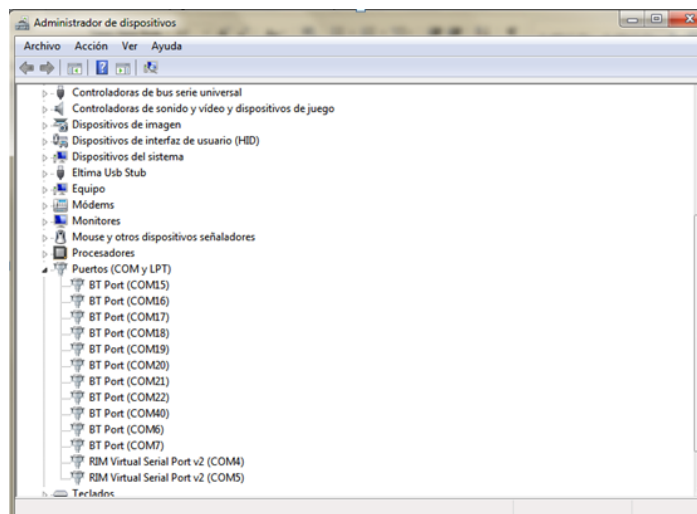 Administrador de dispositivos
Archivo Acción Ver Ayuda
Controladoras de bus serie universal
Controladoras de sonido y vídeo y dispositivos de juego
Dispositivos de imagen
Dispositivos de interfaz de usuario (HID)
Dispositivos del sistema
Eltima Usb Stub
Equipo
Módems
Monitores
Mouse y otros dispositivos señaladores
Procesadores
Puertos (COM y LPT)
BT Port (COM15)
BT Port (COM16)
BT Port (COM17)
BT Port (COM18)
BT Port (COM19)
BT Port (COM20)
BT Port (COM21)
BT Port (COM22)
BT Port (COM40)
BT Port (COM6)
BT Port (COM7)
RIM Virtual Serial Port v2 (COM4)
RIM Virtual Serial Port v2 (COM5)
Teclados